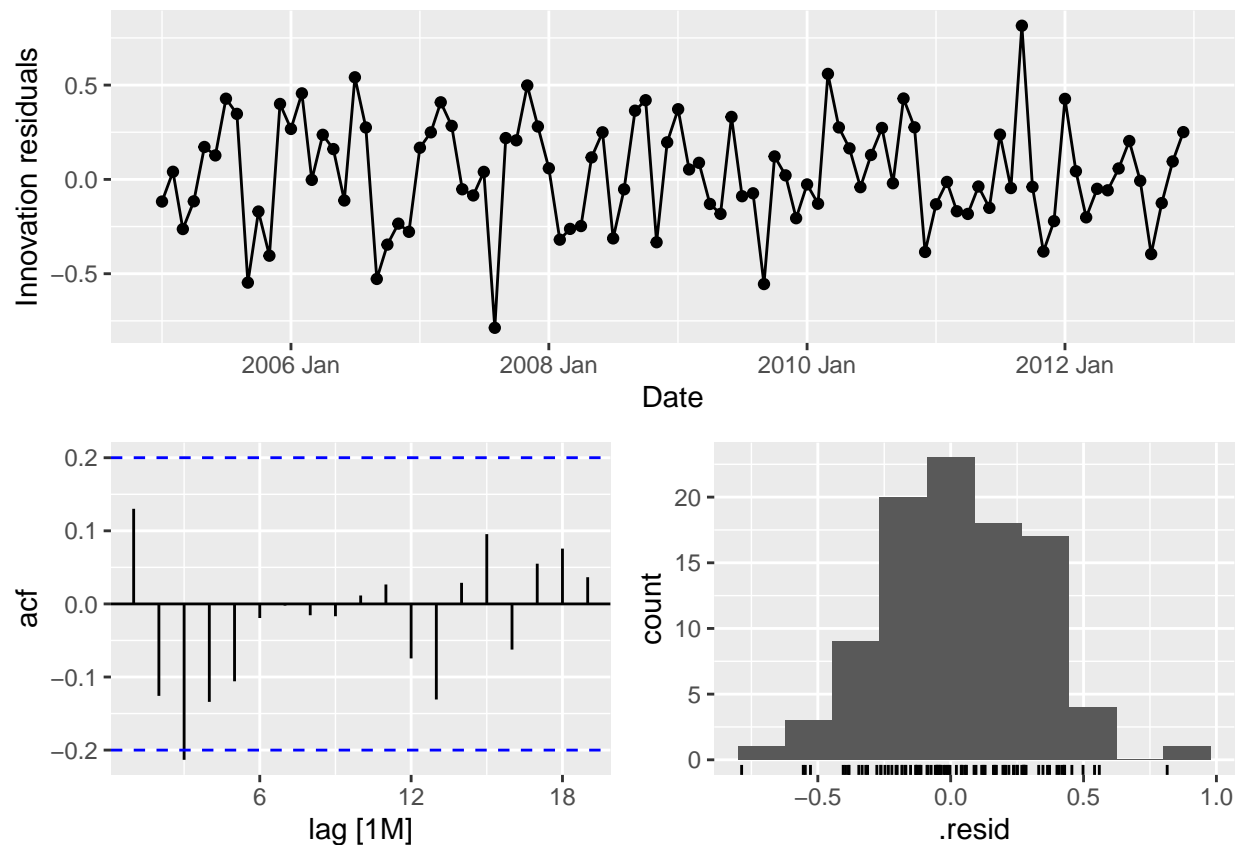 Innovation residuals
0.5
0.0
−0.5
2006 Jan 2008 Jan 2010 Jan 2012 Jan
Date
acf
0.2
0.1
0.0
−0.1
−0.2
6 12 18
lag [1M]
count
20
15
10
5
0
−0.5 0.0 0.5 1.0
.resid